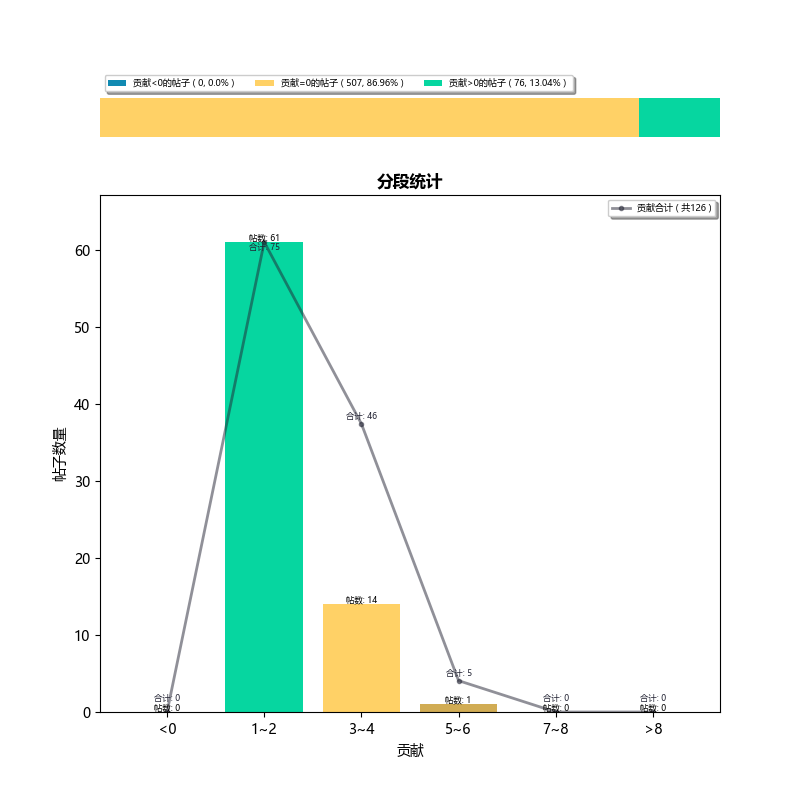 贡献<0的帖子 ( 0, 0.0% )
贡献=0的帖子 ( 507, 86.96% )
贡献>0的帖子 ( 76, 13.04% )
分段统计
贡献合计 ( 共126 )
帖子数量
60
50
40
30
20
10
0
合计: 0
帖数: 0
帖数: 61
合计: 75
合计: 46
帖数: 14
合计: 5
帖数: 1
合计: 0
帖数: 0
合计: 0
帖数: 0
<0
1~2
3~4
5~6
7~8
>8
贡献